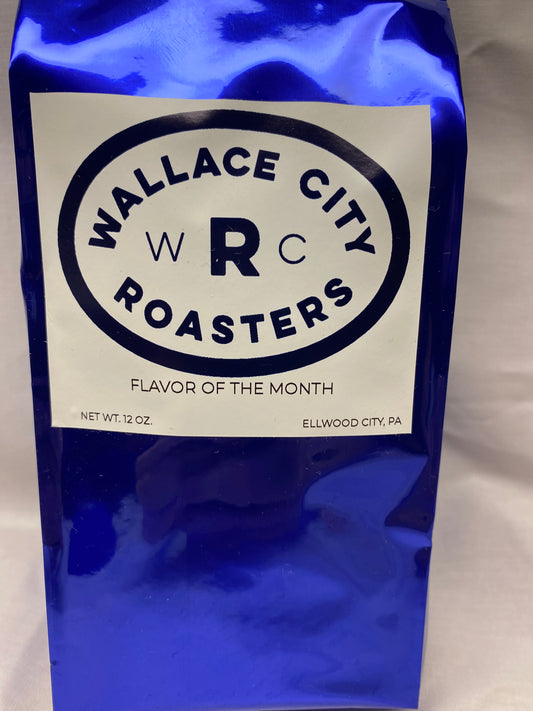 WALLACE CITY
W R C
ROASTERS
FLAVOR OF THE MONTH
NET WT. 12 OZ.
ELLWOOD CITY, PA